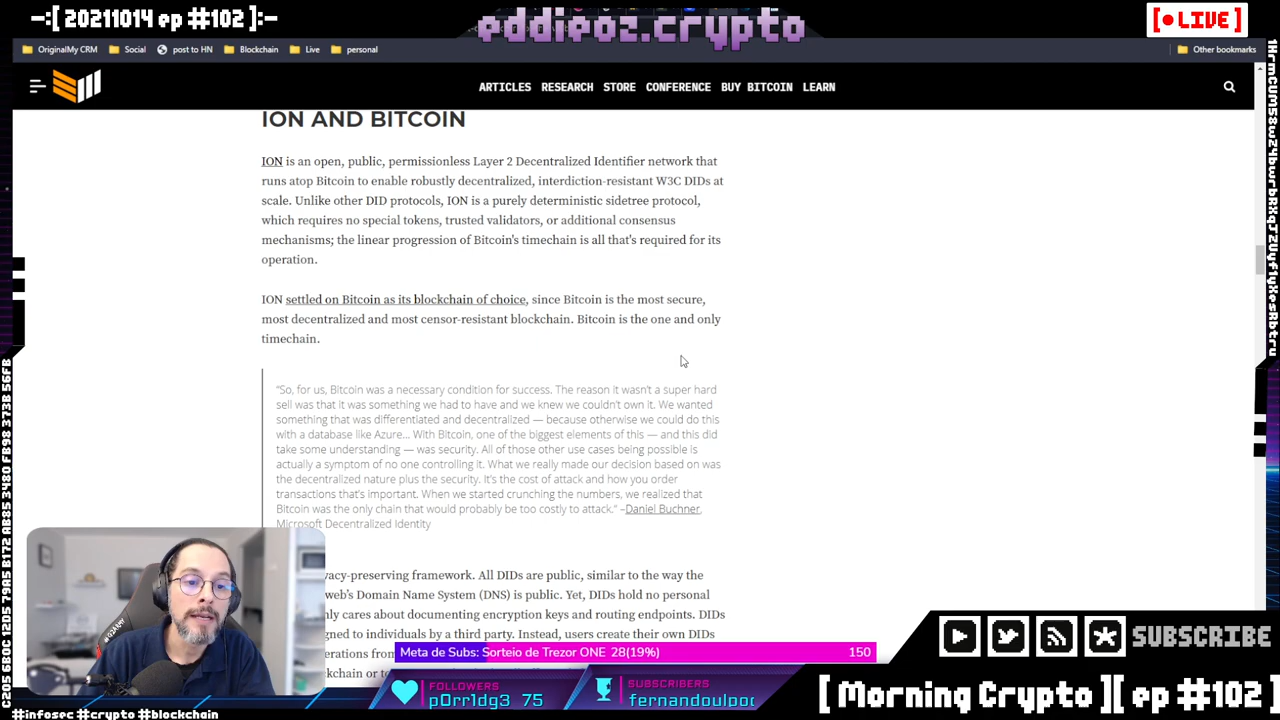 -:[ 20211014 ep #102 ]:-
eddieoz.crypto
[● LIVE]
OriginalMy CRM
Social
post to HN
Blockchain
Live
personal
Other bookmarks
ARTICLES RESEARCH STORE CONFERENCE BUY BITCOIN LEARN
ION AND BITCOIN
ION is an open, public, permissionless Layer 2 Decentralized Identifier network that
runs atop Bitcoin to enable robustly decentralized, interdiction-resistant W3C DIDs at
scale. Unlike other DID protocols, ION is a purely deterministic sidetree protocol,
which requires no special tokens, trusted validators, or additional consensus
mechanisms; the linear progression of Bitcoin's timechain is all that's required for its
operation.
ION settled on Bitcoin as its blockchain of choice, since Bitcoin is the most secure,
most decentralized and most censor-resistant blockchain. Bitcoin is the one and only
timechain.
"So, for us, Bitcoin was a necessary condition for success. The reason it wasn't a super hard
sell was that it was something we had to have and we knew we couldn't own it. We wanted
something that was differentiated and decentralized — because otherwise we could do this
with a database like Azure... With Bitcoin, one of the biggest elements of this — and this did
take some understanding — was security. All of those other use cases being possible is
actually a symptom of no one controlling it. What we really made our decision based on was
the decentralized nature plus the security. It's the cost of attack and how you order
transactions that's important. When we started crunching the numbers, we realized that
Bitcoin was the only chain that would probably be too costly to attack." –Daniel Buchner,
Microsoft Decentralized Identity
vacy-preserving framework. All DIDs are public, similar to the way the
web's Domain Name System (DNS) is public. Yet, DIDs hold no personal
nly cares about documenting encryption keys and routing endpoints. DIDs
gned to individuals by a third party. Instead, users create their own DIDs
erations from
kchain or to
Meta de Subs: Sorteio de Trezor ONE 28(19%) 150
FOLLOWERS
p0rr1dg3_75
SUBSCRIBERS
fernandoulpoc
SUBSCRIBE
[ Morning Crypto ][ ep #102 ]
#infosec #crypto #blockchain